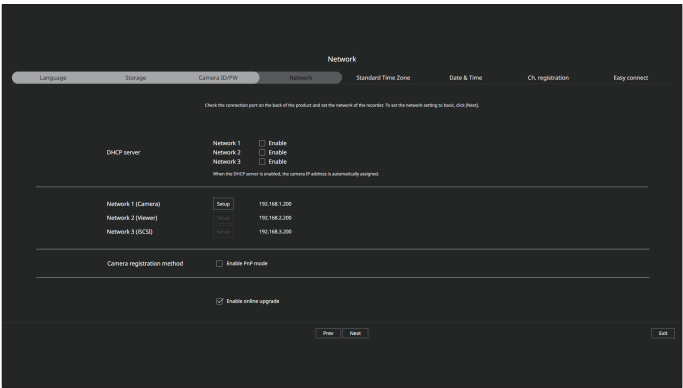 Network
Language Storage Camera ID/PW Network Standard Time Zone Date & Time Ch. registration Easy connect
Check the connection port on the back of the product and set the network of the recorder. To set the network setting to basic, click [Next].
DHCP server
Network 1 Enable
Network 2 Enable
Network 3 Enable
When the DHCP server is enabled, the camera IP address is automatically assigned.
Network 1 (Camera) Setup 192.168.1.200
Network 2 (Viewer) Setup 192.168.2.200
Network 3 (iSCSI) Setup 192.168.3.200
Camera registration method Enable PnP mode
Enable online upgrade
Prev Next Exit